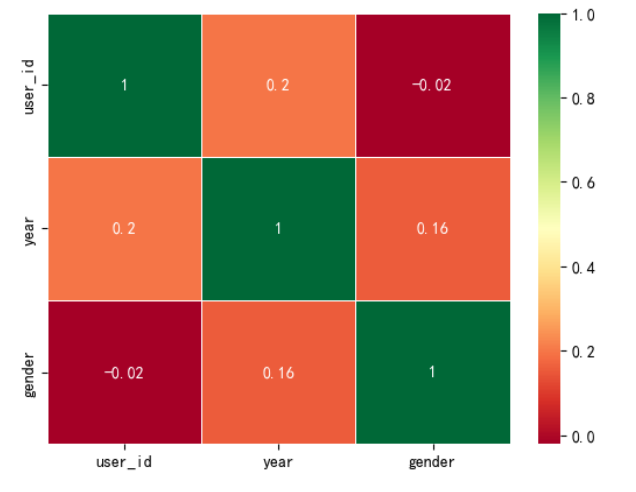 1.0
user_id
1
0.2
-0.02
0.8
0.6
year
0.2
1
0.16
0.4
0.2
gender
-0.02
0.16
1
0.0
user_id
year
gender